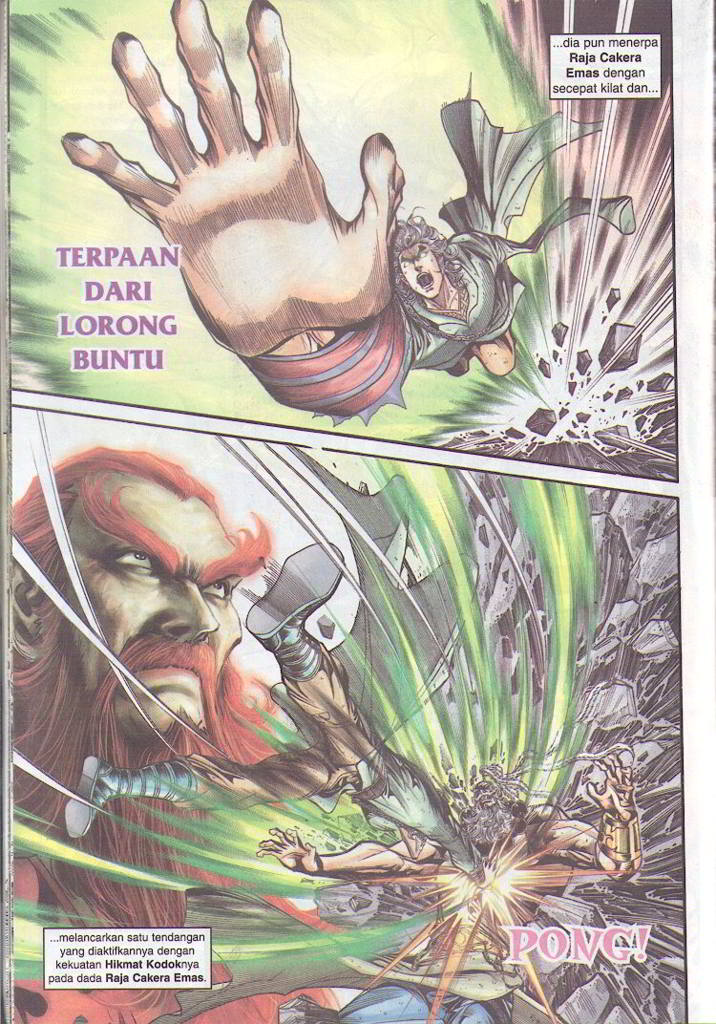 ...dia pun menerpa
Raja Cakera
Emas dengan
secepat kilat dan...
TERPAAN
DARI
LORONG
BUNTU
...melancarkan satu tendangan
yang diaktifkannya dengan
kekuatan Hikmat Kodoknya
pada dada Raja Cakera Emas.
PONG!